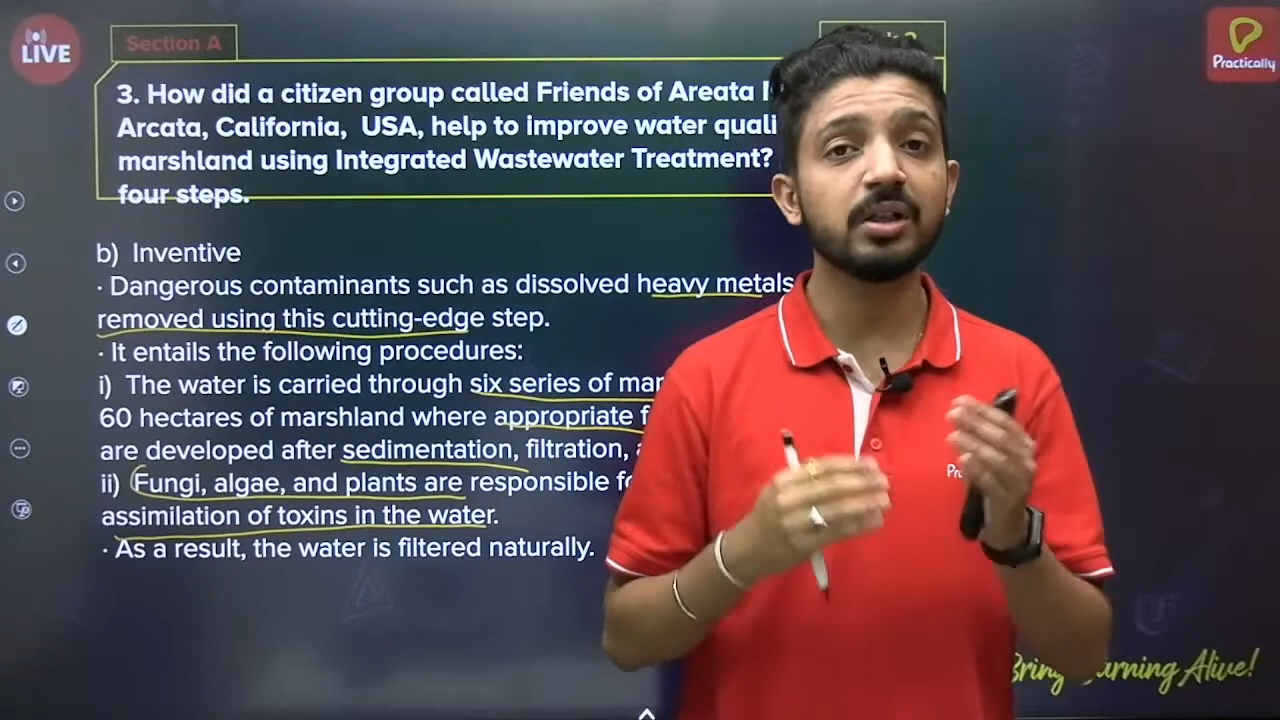 LIVE
Section A
Practically
3. How did a citizen group called Friends of Areata
Arcata, California, USA, help to improve water quali
marshland using Integrated Wastewater Treatment?
four steps.
b) Inventive
· Dangerous contaminants such as dissolved heavy metals
removed using this cutting-edge step.
· It entails the following procedures:
i) The water is carried through six series of mar
60 hectares of marshland where appropriate f
are developed after sedimentation, filtration,
ii) Fungi, algae, and plants are responsible fo
assimilation of toxins in the water.
· As a result, the water is filtered naturally.
Pra
Alive!